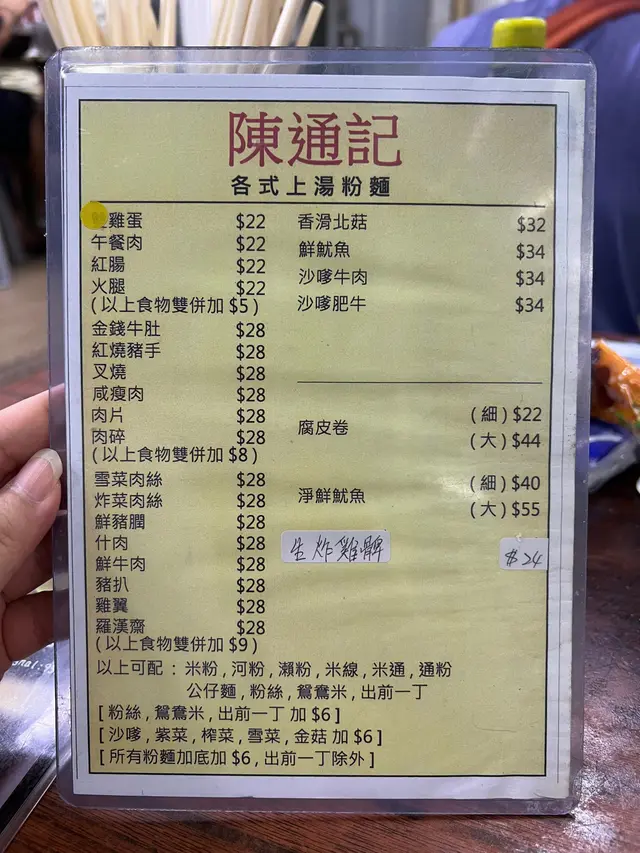 陳通記
各式上湯粉麵
雞蛋 $22
午餐肉 $22
紅腸 $22
火腿 $22
(以上食物雙併加 $5)
金錢牛肚 $28
紅燒豬手 $28
叉燒 $28
咸瘦肉 $28
肉片 $28
肉碎 $28
(以上食物雙併加 $8)
雪菜肉絲 $28
炸菜肉絲 $28
鮮豬膶 $28
什肉 $28
鮮牛肉 $28
豬扒 $28
雞翼 $28
羅漢齋 $28
(以上食物雙併加 $9)
香滑北菇 $32
鮮魷魚 $34
沙嗲牛肉 $34
沙嗲肥牛 $34
腐皮卷 (細) $22
(大) $44
淨鮮魷魚 (細) $40
(大) $55
生炸雞髀 $24
以上可配 : 米粉 , 河粉 , 瀨粉 , 米線 , 米通 , 通粉
公仔麵 , 粉絲 , 鴛鴦米 , 出前一丁
[ 粉絲 , 鴛鴦米 , 出前一丁 加 $6 ]
[ 沙嗲 , 紫菜 , 榨菜 , 雪菜 , 金菇 加 $6 ]
[ 所有粉麵加底加 $6 , 出前一丁除外 ]